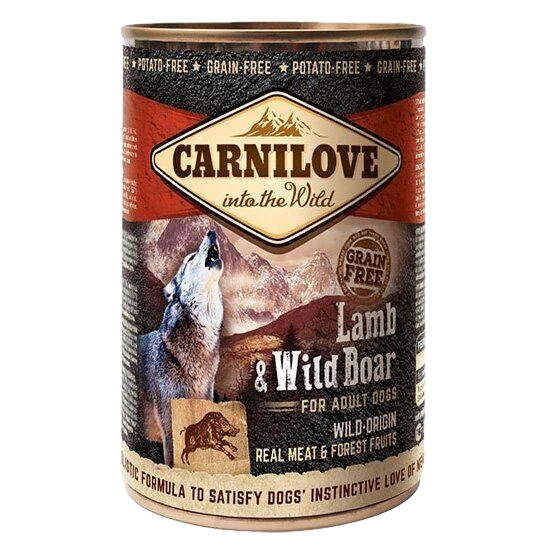 ★ POTATO-FREE ★ GRAIN-FREE ★ POTATO-FREE ★ GRAIN-FREE
CARNILOVE
into the Wild
GRAIN
FREE
Lamb
& Wild Boar
FOR ADULT DOGS
WILD-ORIGIN
REAL MEAT & FOREST FRUITS
FORMULA TO SATISFY DOGS' INSTINCTIVE LOVE OF